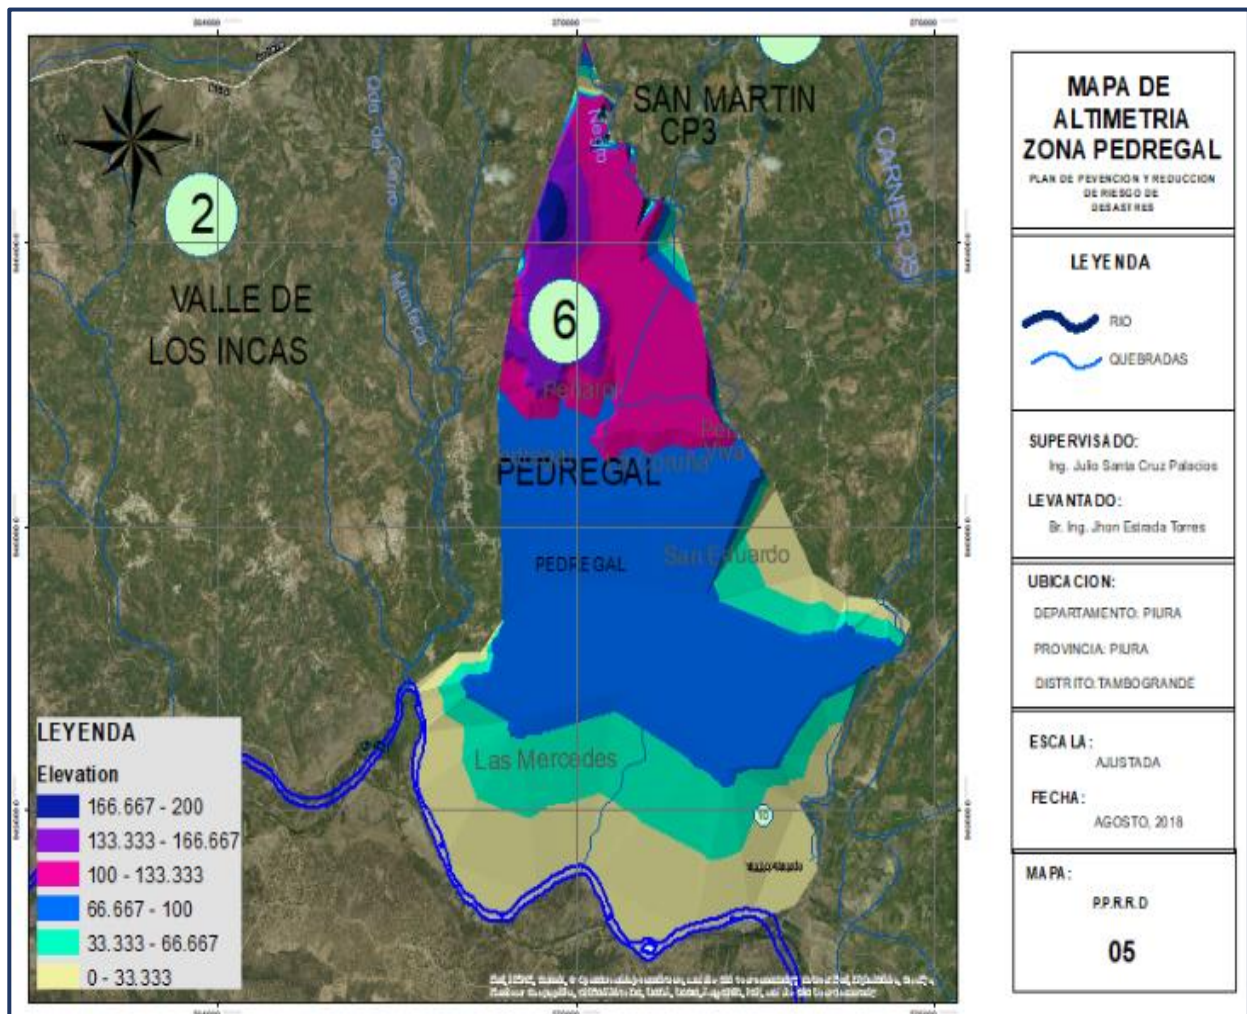 SAN MARTIN
CP3
Negro
CARNEROS
2
VALLE DE
LOS INCAS
6
Peñarol
Viva
PEDREGAL
PEDREGAL
San Eduardo
Las Mercedes
10
LEYENDA
Elevation
166.667 - 200
133.333 - 166.667
100 - 133.333
66.667 - 100
33.333 - 66.667
0 - 33.333
MAPA DE
ALTIMETRIA
ZONA PEDREGAL
PLAN DE PEVENCION Y REDUCCION
DE RIESGO DE
DESASTRES
LEYENDA
RIO
QUEBRADAS
SUPERVISADO:
Ing. Julio Santa Cruz Palacios
LEVANTADO:
Br. Ing. Jhon Estrada Torres
UBICACION:
DEPARTAMENTO: PIURA
PROVINCIA: PIURA
DISTRITO: TAMBOGRANDE
ESCALA:
AJUSTADA
FECHA:
AGOSTO, 2018
MAPA:
P.P.R.R.D
05